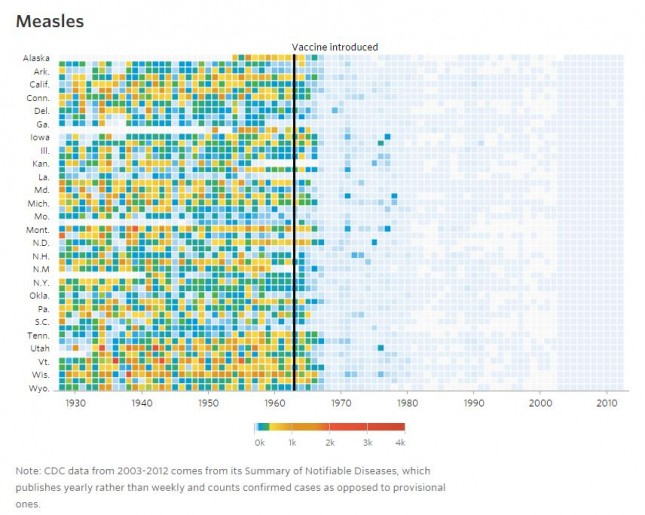 Measles
Vaccine introduced
Alaska
Ark.
Calif.
Conn.
Del.
Ga.
Iowa
Ill.
Kan.
La.
Md.
Mich.
Mo.
Mont.
N.D.
N.H.
N.M
N.Y.
Okla.
Pa.
S.C.
Tenn.
Utah
Vt.
Wis.
Wyo.
1930 1940 1950 1960 1970 1980 1990 2000 2010
0k 1k 2k 3k 4k
Note: CDC data from 2003-2012 comes from its Summary of Notifiable Diseases, which
publishes yearly rather than weekly and counts confirmed cases as opposed to provisional
ones.